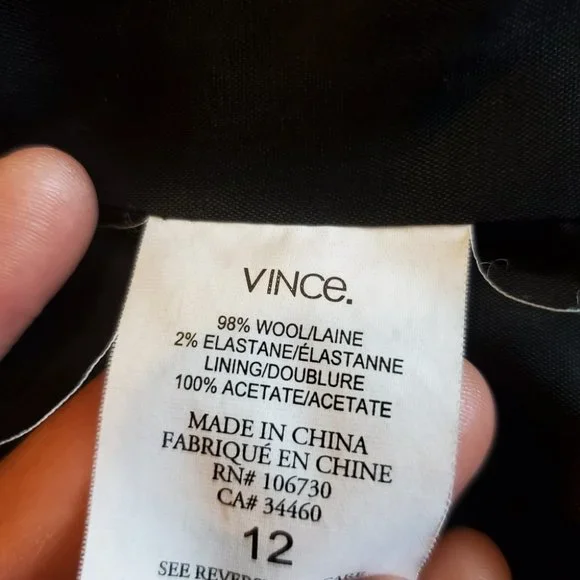 VINCe.
98% WOOL/LAINE
2% ELASTANE/ÉLASTANNE
LINING/DOUBLURE
100% ACETATE/ACETATE
MADE IN CHINA
FABRIQUÉ EN CHINE
RN# 106730
CA# 34460
12
SEE